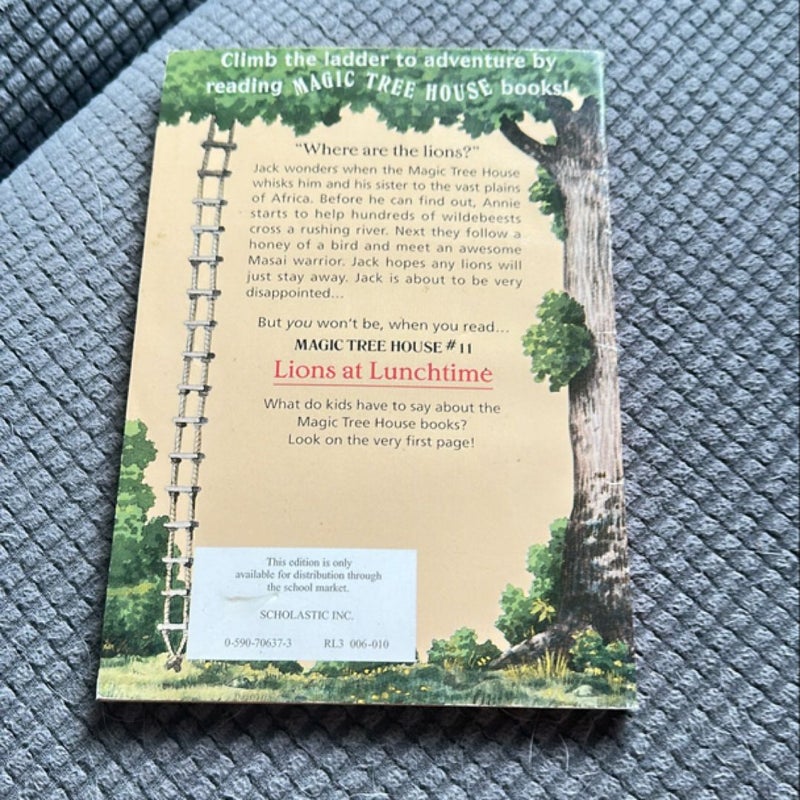 Climb the ladder to adventure by
reading MAGIC TREE HOUSE books!
"Where are the lions?"
Jack wonders when the Magic Tree House
whisks him and his sister to the vast plains
of Africa. Before he can find out, Annie
starts to help hundreds of wildebeests
cross a rushing river. Next they follow a
honey of a bird and meet an awesome
Masai warrior. Jack hopes any lions will
just stay away. Jack is about to be very
disappointed...
But you won't be, when you read...
MAGIC TREE HOUSE #11
Lions at Lunchtime
What do kids have to say about the
Magic Tree House books?
Look on the very first page!
This edition is only
available for distribution through
the school market.
SCHOLASTIC INC.
0-590-70637-3 RL3 006-010